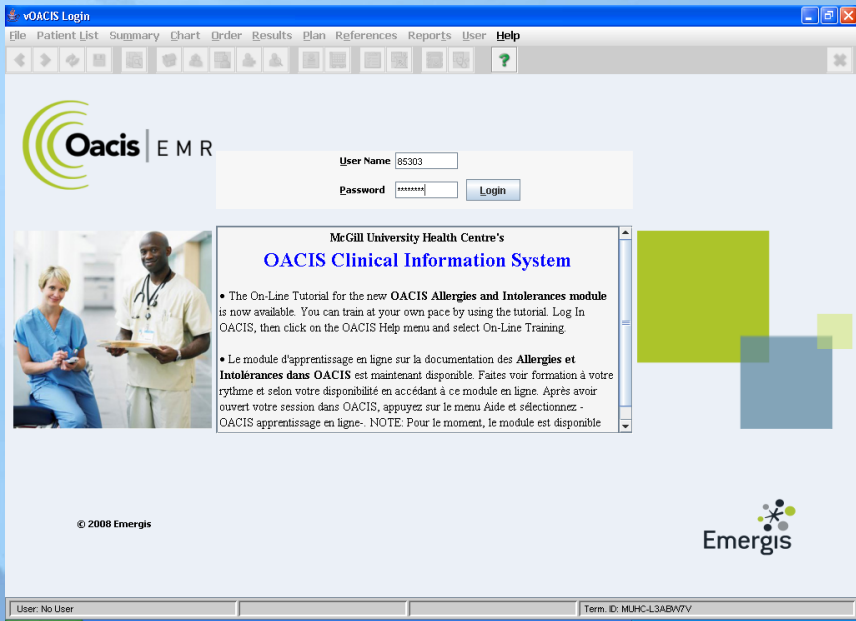 vOACIS Login
File Patient List Summary Chart Order Results Plan References Reports User Help
?
Oacis EMR
User Name 85303
Password ********
Login
McGill University Health Centre's
OACIS Clinical Information System
• The On-Line Tutorial for the new OACIS Allergies and Intolerances module
is now available. You can train at your own pace by using the tutorial. Log In
OACIS, then click on the OACIS Help menu and select On-Line Training.
• Le module d'apprentissage en ligne sur la documentation des Allergies et
Intolérances dans OACIS est maintenant disponible. Faites voir formation à votre
rythme et selon votre disponibilité en accédant à ce module en ligne. Après avoir
ouvert votre session dans OACIS, appuyez sur le menu Aide et sélectionnez -
OACIS apprentissage en ligne-. NOTE: Pour le moment, le module est disponible
© 2008 Emergis
Emergis
User: No User
Term. ID: MUHC-L3ABW7V